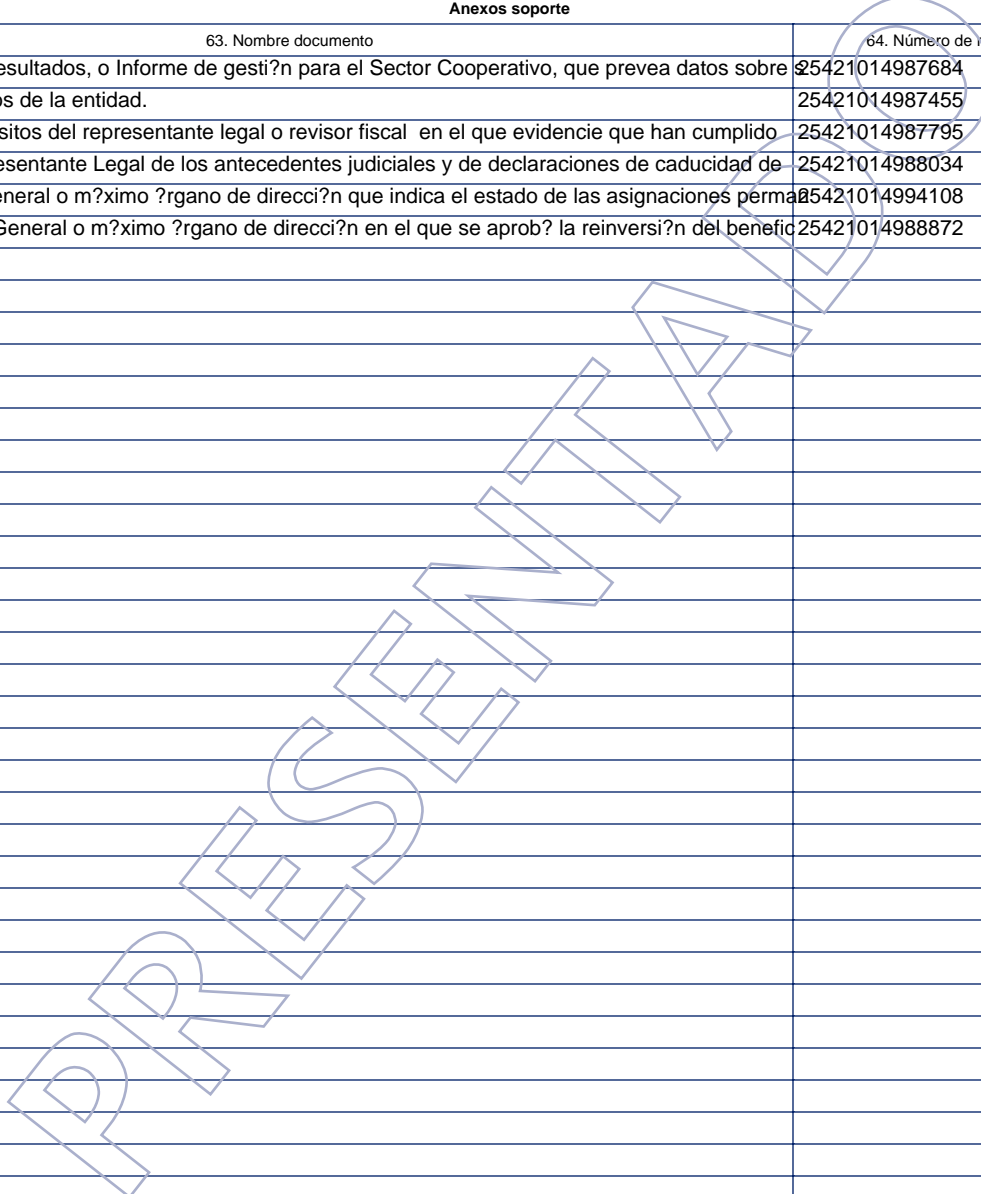 Anexos soporte
63. Nombre documento 64. Número de
esultados, o Informe de gesti?n para el Sector Cooperativo, que prevea datos sobre s 25421014987684
os de la entidad. 25421014987455
sitos del representante legal o revisor fiscal en el que evidencie que han cumplido 25421014987795
esentante Legal de los antecedentes judiciales y de declaraciones de caducidad de 25421014988034
eneral o m?ximo ?rgano de direcci?n que indica el estado de las asignaciones perman 25421014994108
General o m?ximo ?rgano de direcci?n en el que se aprob? la reinversi?n del benefic 25421014988872
PRESENTADO